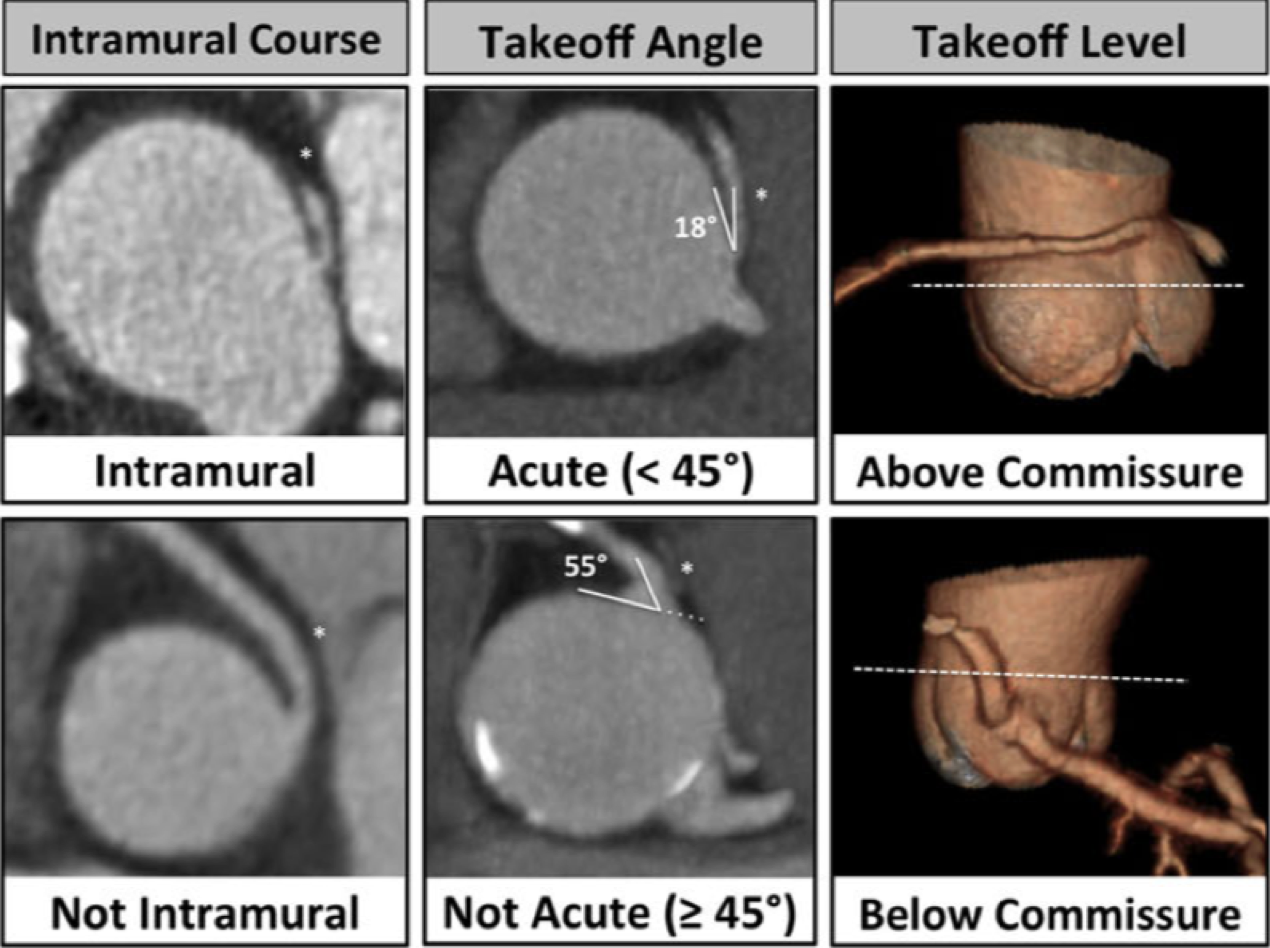 Intramural Course
Takeoff Angle
Takeoff Level
*
18°
*
Intramural
Acute (< 45°)
Above Commissure
*
55°
*
Not Intramural
Not Acute (≥ 45°)
Below Commissure